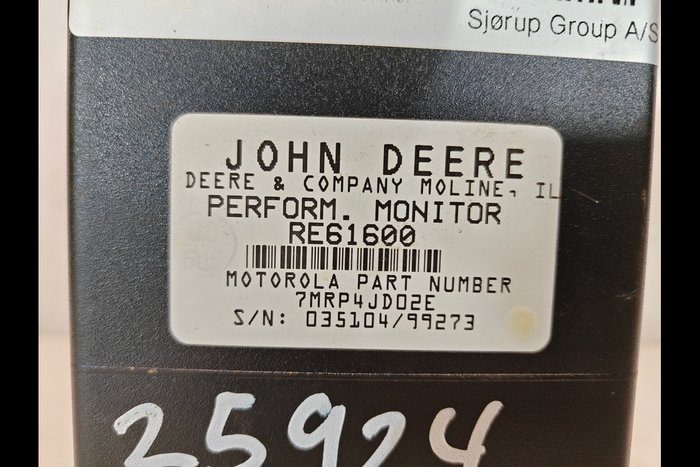 Sjørup Group A/S
JOHN DEERE
DEERE & COMPANY MOLINE, IL
PERFORM. MONITOR
RE61600
MOTOROLA PART NUMBER
7MRP4JD02E
S/N: 035104/99273
25924